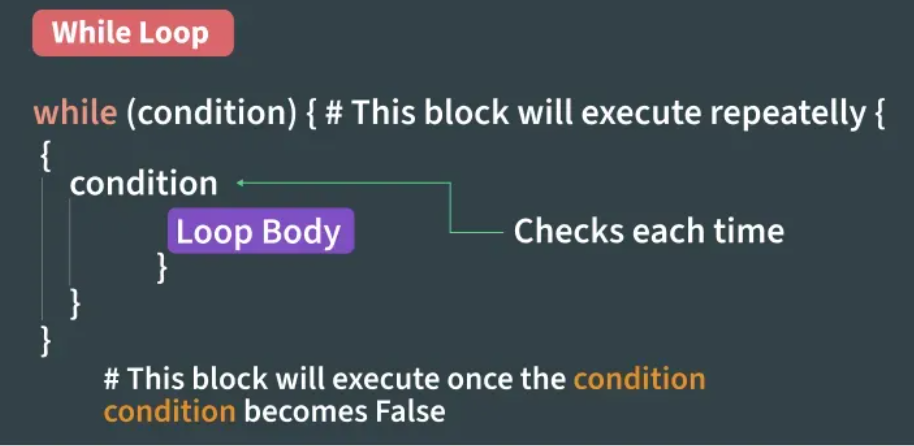 While Loop
while (condition) { # This block will execute repeatelly {
{
condition
Loop Body
Checks each time
}
}
}
# This block will execute once the condition
condition becomes False